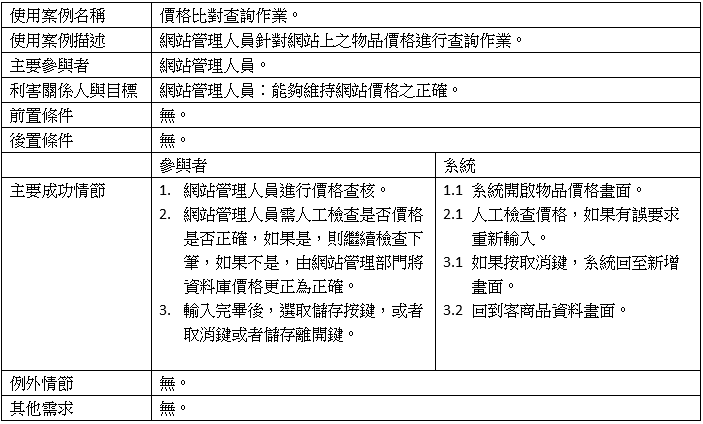 使用案例名稱 價格比對查詢作業。
使用案例描述 網站管理人員針對網站上之物品價格進行查詢作業。
主要參與者 網站管理人員。
利害關係人與目標 網站管理人員：能夠維持網站價格之正確。
前置條件 無。
後置條件 無。
參與者 系統
主要成功情節 1. 網站管理人員進行價格查核。 1.1 系統開啟物品價格畫面。
2. 網站管理人員需人工檢查是否價格 2.1 人工檢查價格，如果有誤要求
是否正確，如果是，則繼續檢查下 重新輸入。
筆，如果不是，由網站管理部門將 3.1 如果按取消鍵，系統回至新增
資料庫價格更正為正確。 畫面。
3. 輸入完畢後，選取儲存按鍵，或者 3.2 回到客商品資料畫面。
取消鍵或者儲存離開鍵。
例外情節 無。
其他需求 無。